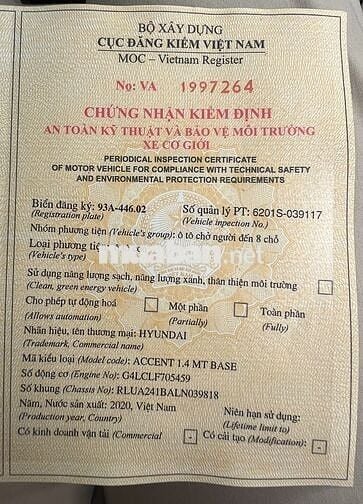 BỘ XÂY DỰNG
CỤC ĐĂNG KIỂM VIỆT NAM
MOC – Vietnam Register
No: VA 1997264
CHỨNG NHẬN KIỂM ĐỊNH
AN TOÀN KỸ THUẬT VÀ BẢO VỆ MÔI TRƯỜNG
XE CƠ GIỚI
PERIODICAL INSPECTION CERTIFICATE
OF MOTOR VEHICLE FOR COMPLIANCE WITH TECHNICAL SAFETY
AND ENVIRONMENTAL PROTECTION REQUIREMENTS
Biển đăng ký: 93A-446.02 Số quản lý PT: 6201S-039117
(Registration plate) (Vehicle inspection No.)
Nhóm phương tiện (Vehicle's group): ô tô chở người đến 8 chỗ
Loại phương tiện
(Vehicle's type)
muaban.net
Sử dụng năng lượng sạch, năng lượng xanh, thân thiện môi trường
(Clean, green energy vehicle)
Cho phép tự động hoá Một phần Toàn phần
(Allows automation) (Partially) (Fully)
Nhãn hiệu, tên thương mại: HYUNDAI
(Trademark, Commercial name)
Mã kiểu loại (Model code): ACCENT 1.4 MT BASE
Số động cơ (Engine No): G4LCLF705459
Số khung (Chassis No): RLUA241BALN039818
Năm, Nước sản xuất: 2020, Việt Nam Niên hạn sử dụng:
(Production year, Country) (Lifetime limit to)
Có kinh doanh vận tải (Commercial - Có cải tạo (Modification): -